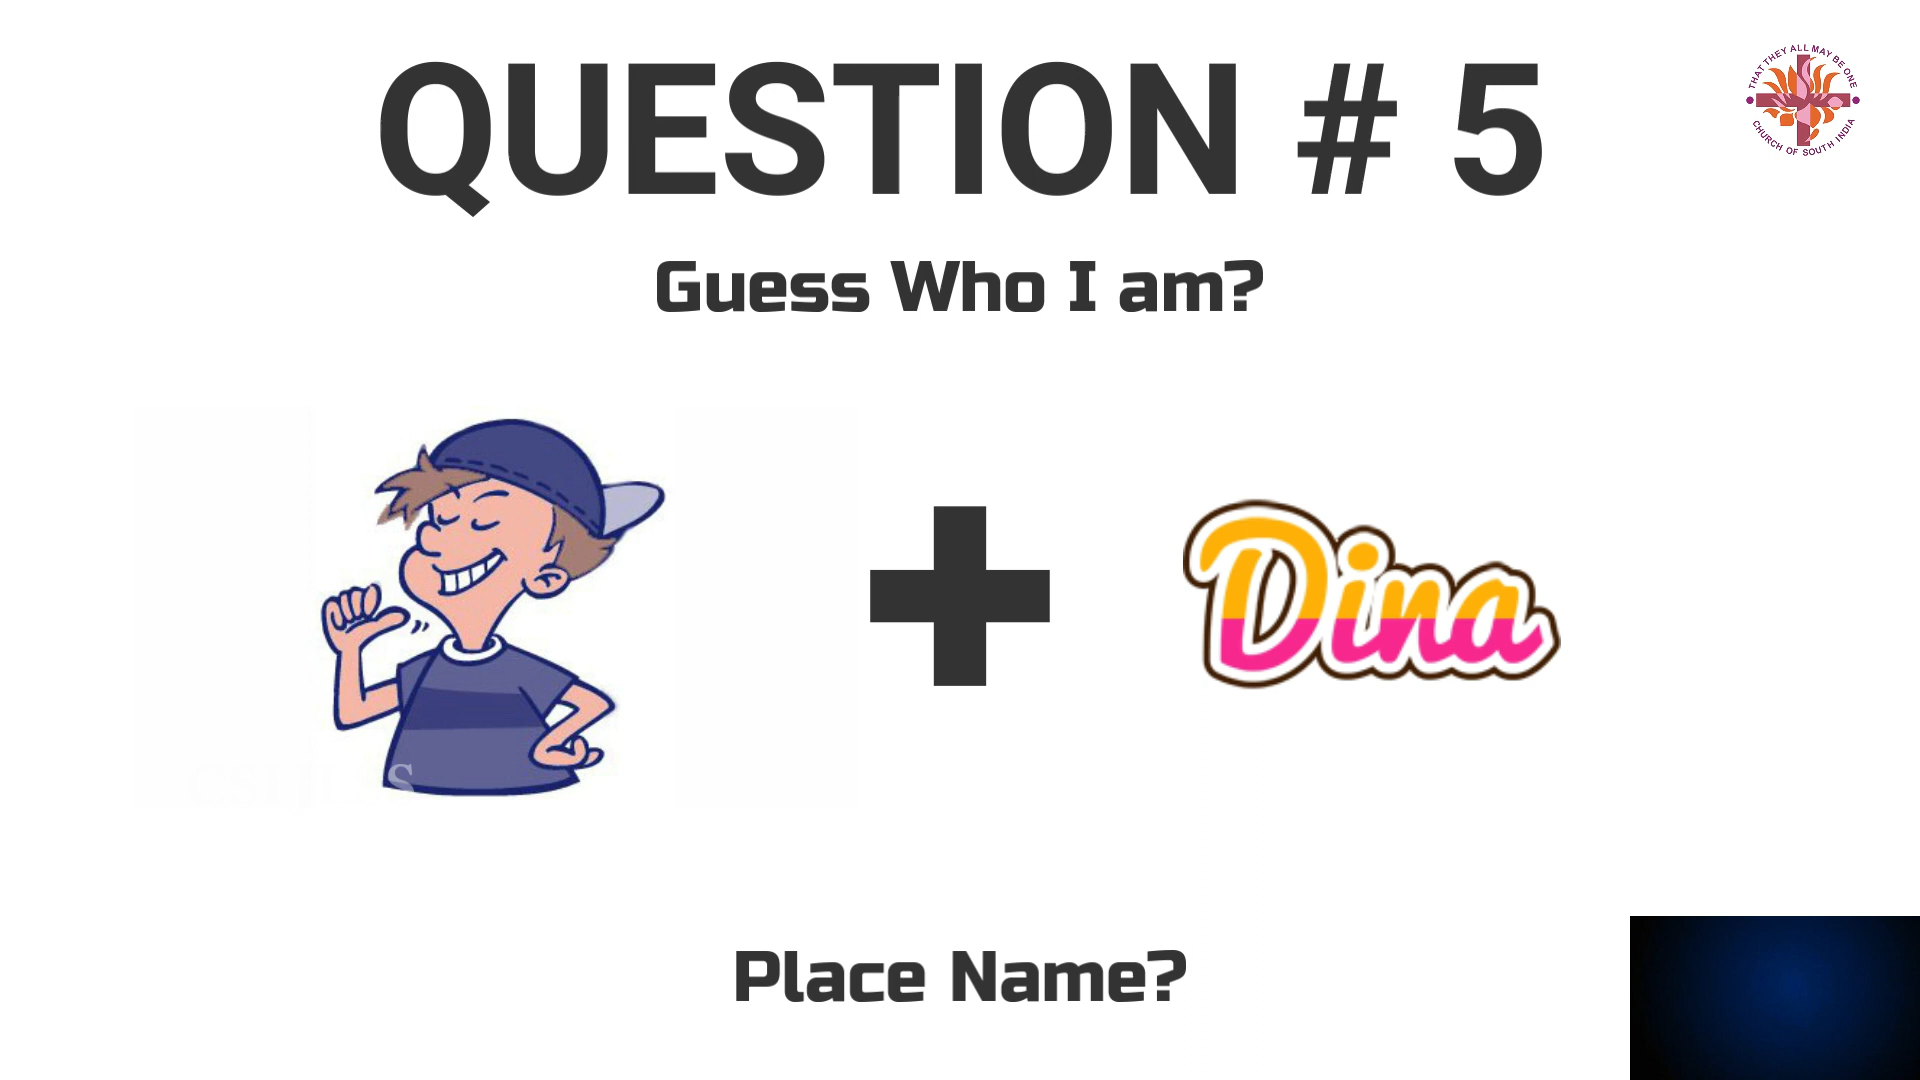 QUESTION # 5
THAT THEY ALL MAY BE ONE
CHURCH OF SOUTH INDIA
Guess Who I am?
Dina
Place Name?